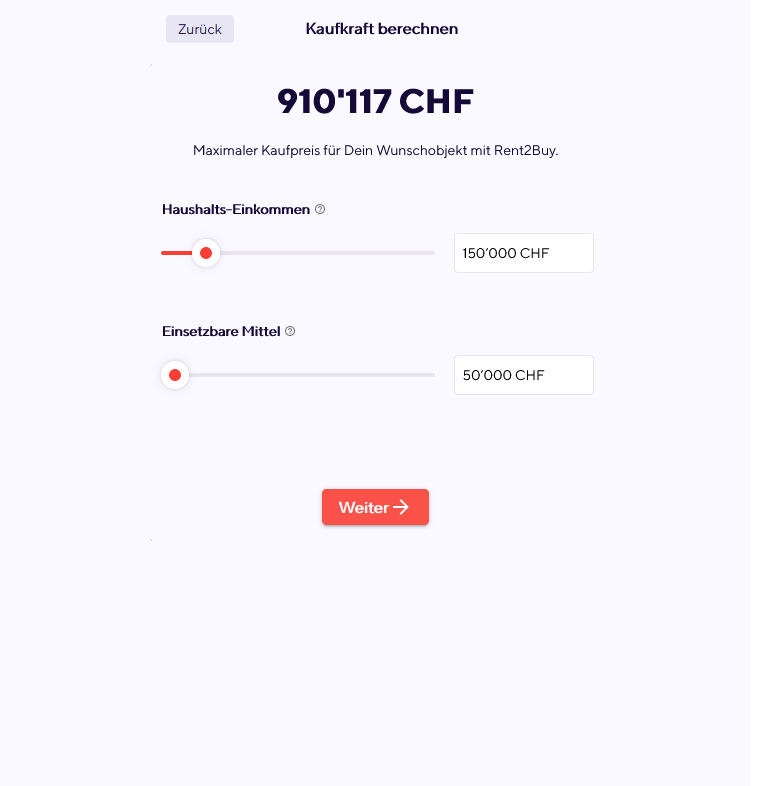 Zurück
Kaufkraft berechnen
910'117 CHF
Maximaler Kaufpreis für Dein Wunschobjekt mit Rent2Buy.
Haushalts-Einkommen
150’000 CHF
Einsetzbare Mittel
50’000 CHF
Weiter